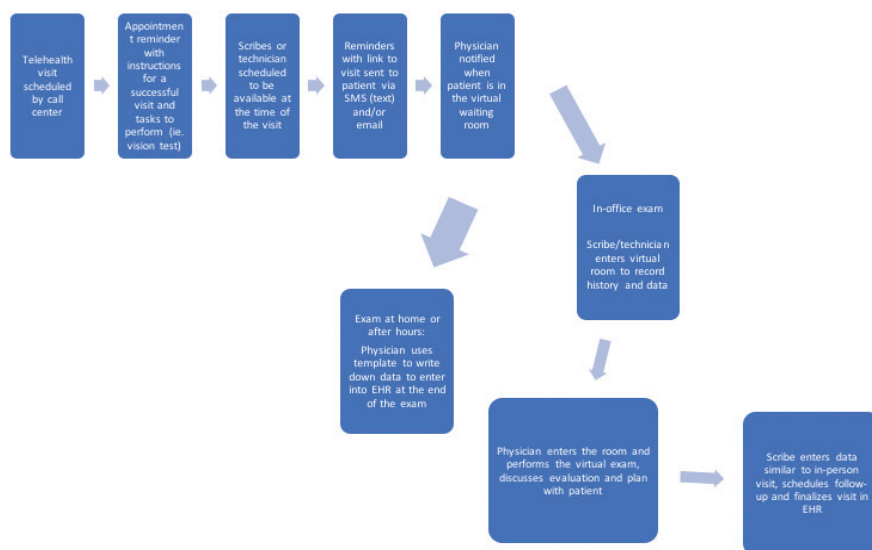 Telehealth
visit
scheduled
by call
center
Appointmen
t reminder
with
instructions
for a
successful
visit and
tasks to
perform (ie.
vision test)
Scribes or
technician
scheduled to
be available
at the time of
the visit
Reminders
with link to
visit sent to
patient via
SMS (text)
and/or
email
Physician
notified
when
patient is in
the virtual
waiting
room
In-office exam
Scribe/technician
enters virtual
room to record
history and data
Exam at home or
after hours:
Physician uses
template to write
down data to enter
into EHR at the end
of the exam
Physician enters the room and
performs the virtual exam,
discusses evaluation and plan
with patient
Scribe enters data
similar to in-person
visit, schedules follow-
up and finalizes visit in
EHR